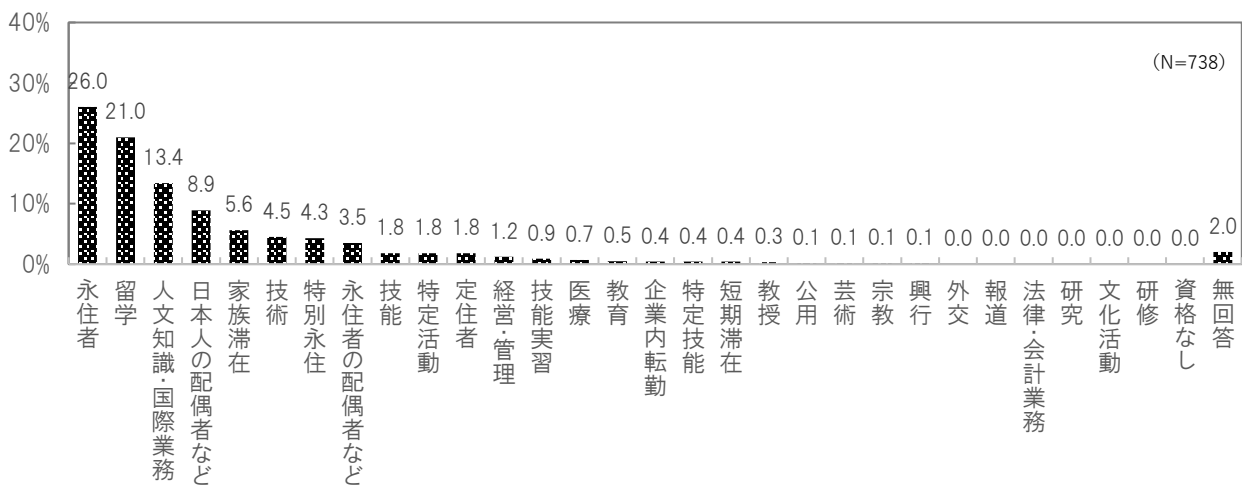 40%
30%
20%
10%
0%
（N=738）
26.0
21.0
13.4
8.9
5.6
4.5
4.3
3.5
1.8
1.8
1.8
1.2
0.9
0.7
0.5
0.4
0.4
0.4
0.3
0.1
0.1
0.1
0.1
0.0
0.0
0.0
0.0
0.0
0.0
0.0
2.0
永住者
留学
人文知識・国際業務
日本人の配偶者など
家族滞在
技術
特別永住
永住者の配偶者など
技能
特定活動
定住者
経営・管理
技能実習
医療
教育
企業内転勤
特定技能
短期滞在
教授
公用
芸術
宗教
興行
外交
報道
法律・会計業務
研究
文化活動
研修
資格なし
無回答